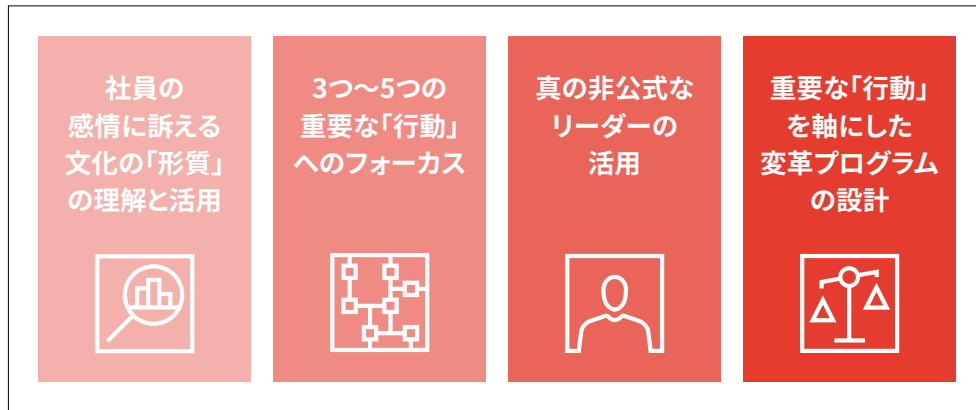 社員の
感情に訴える
文化の｢形質｣
の理解と活用
3つ～5つの
重要な｢行動｣
へのフォーカス
真の非公式な
リーダーの
活用
重要な｢行動｣
を軸にした
変革プログラム
の設計